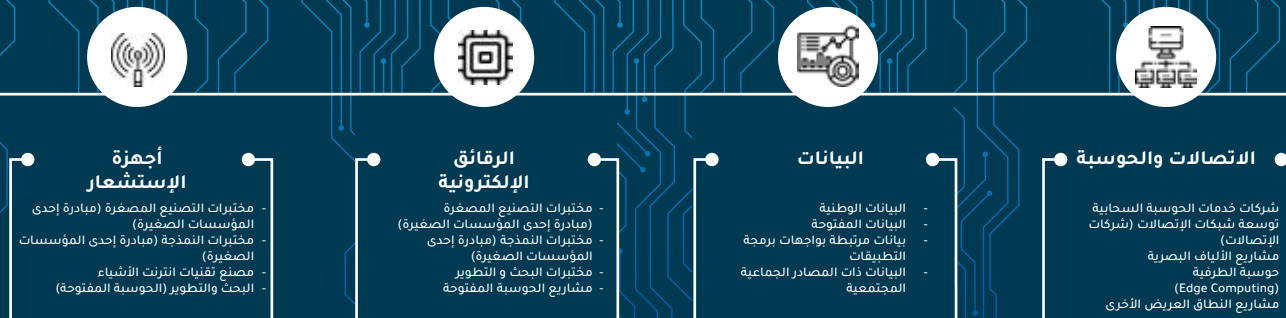 الاتصالات والحوسبة
شركات خدمات الحوسبة السحابية
توسعة شبكات الإتصالات (شركات
الإتصالات)
مشاريع الألياف البصرية
حوسبة الطرفية
(Edge Computing)
مشاريع النطاق العريض الأخرى
البيانات
- البيانات الوطنية
- البيانات المفتوحة
- بيانات مرتبطة بواجهات برمجة
التطبيقات
- البيانات ذات المصادر الجماعية
المجتمعية
الرقائق
الإلكترونية
- مختبرات التصنيع المصغرة
(مبادرة إحدى المؤسسات الصغيرة)
- مختبرات النمذجة (مبادرة إحدى
المؤسسات الصغيرة)
- مختبرات البحث و التطوير
- مشاريع الحوسبة المفتوحة
أجهزة
الإستشعار
- مختبرات التصنيع المصغرة (مبادرة إحدى
المؤسسات الصغيرة)
- مختبرات النمذجة (مبادرة إحدى المؤسسات
الصغيرة)
- مصنع تقنيات انترنت الأشياء
- البحث والتطوير (الحوسبة المفتوحة)